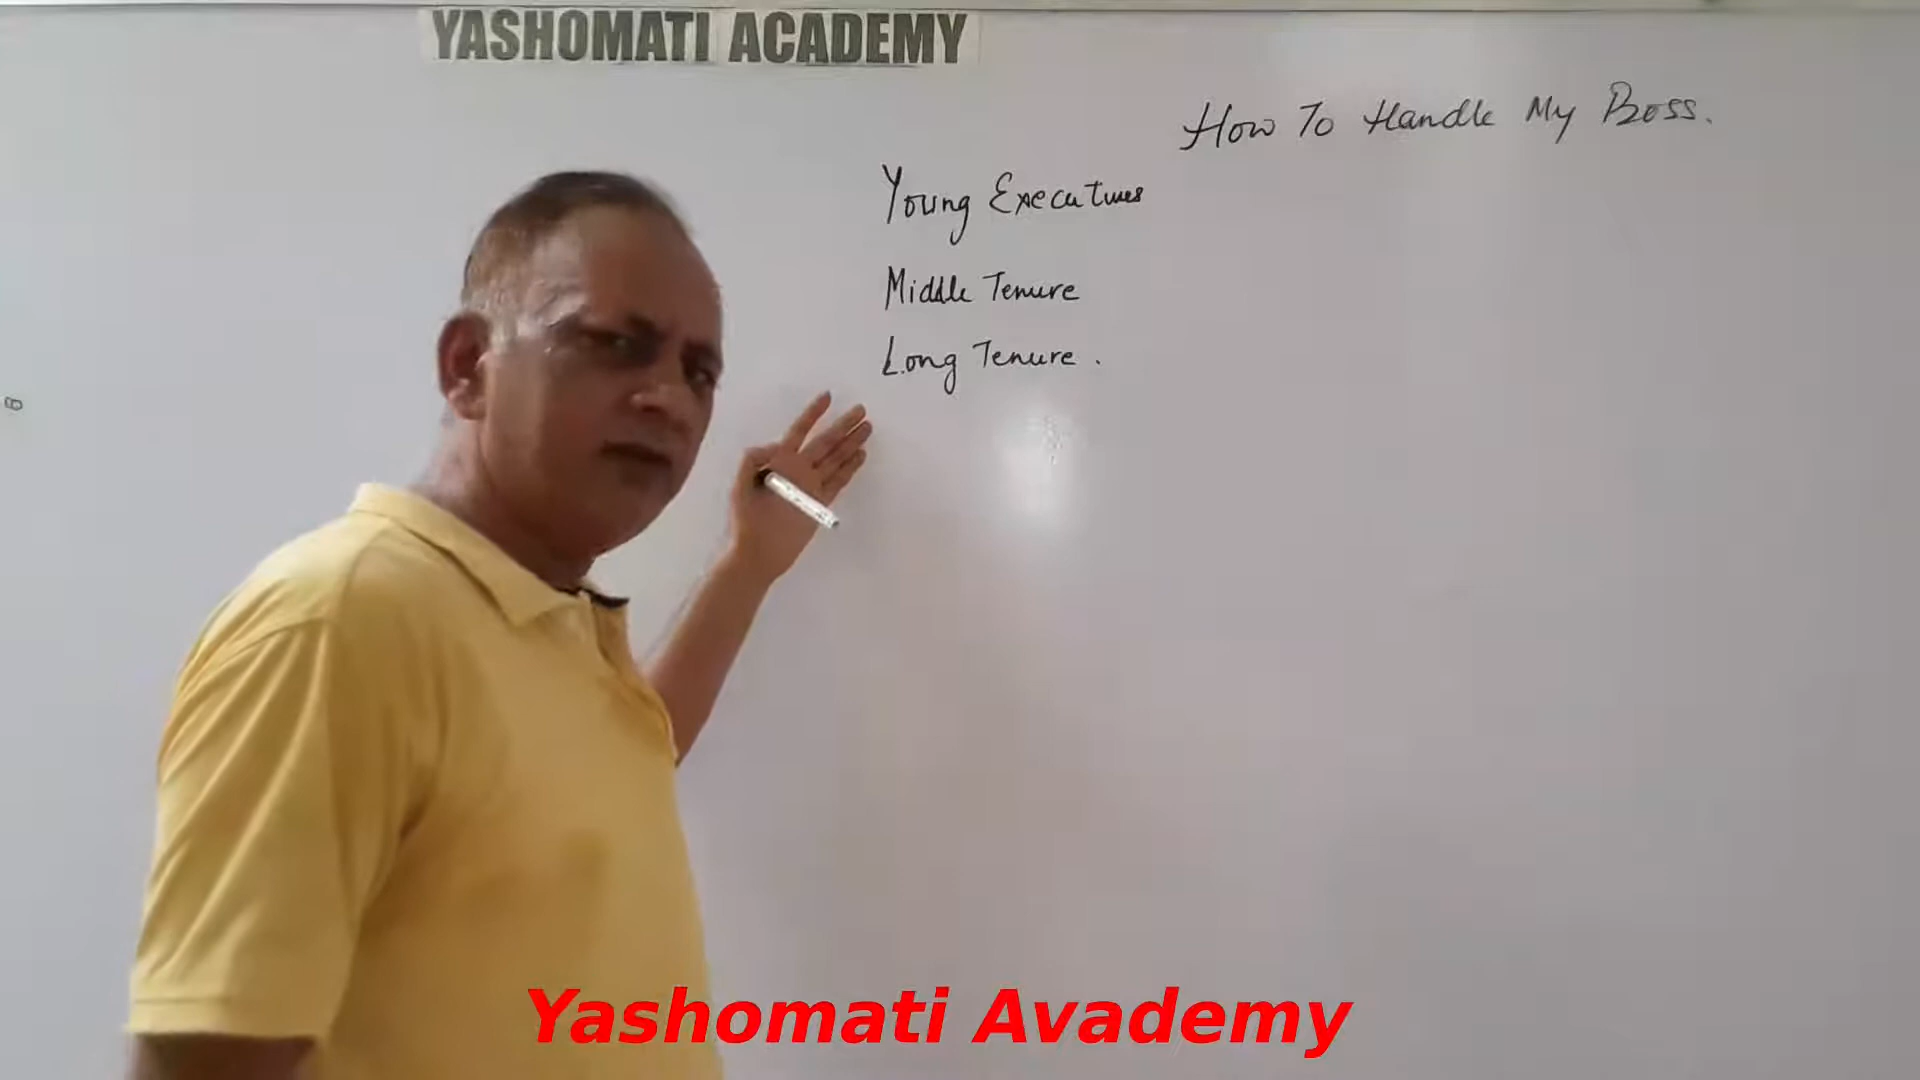 YASHOMATI ACADEMY
How To Handle My Boss.
Young Executives
Middle Tenure
Long Tenure.
Yashomati Avademy